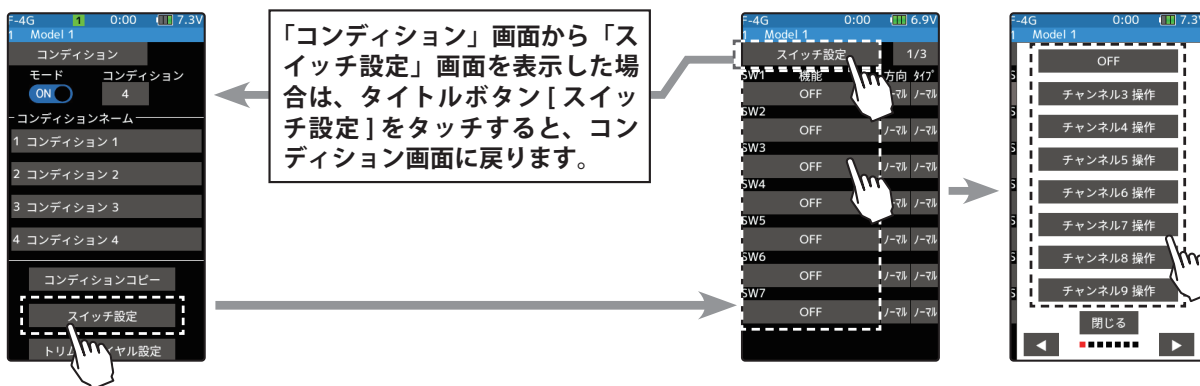 F-4G 1 0:00 7.3V
1 Model 1
コンディション
モード コンディション
ON 4
コンディションネーム
1 コンディション 1
2 コンディション 2
3 コンディション 3
4 コンディション 4
コンディションコピー
スイッチ設定
「コンディション」画面から「ス
イッチ設定」画面を表示した場
合は、タイトルボタン [ スイッ
チ設定 ] をタッチすると、コン
ディション画面に戻ります。
F-4G 0:00 6.9V
1 Model 1
スイッチ設定 1/3
SW1 機能 方向 タイプ
OFF ノーマル ノーマル
SW2
OFF ノーマル ノーマル
SW3
OFF ノーマル ノーマル
SW4
OFF ノーマル ノーマル
SW5
OFF ノーマル ノーマル
SW6
OFF ノーマル ノーマル
SW7
OFF ノーマル ノーマル
F-4G 0:00 7.3V
1 Model 1
OFF
チャンネル3 操作
チャンネル4 操作
チャンネル5 操作
チャンネル6 操作
チャンネル7 操作
チャンネル8 操作
チャンネル9 操作
閉じる